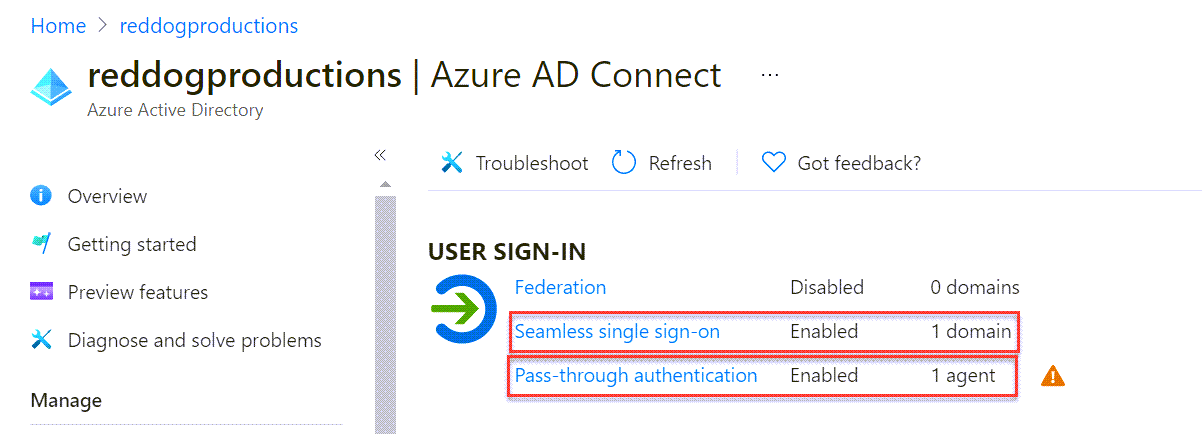 Home > reddogproductions
reddogproductions | Azure AD Connect ...
Azure Active Directory
«
Troubleshoot Refresh Got feedback?
Overview
Getting started
Preview features
Diagnose and solve problems
Manage
USER SIGN-IN
Federation Disabled 0 domains
Seamless single sign-on Enabled 1 domain
Pass-through authentication Enabled 1 agent